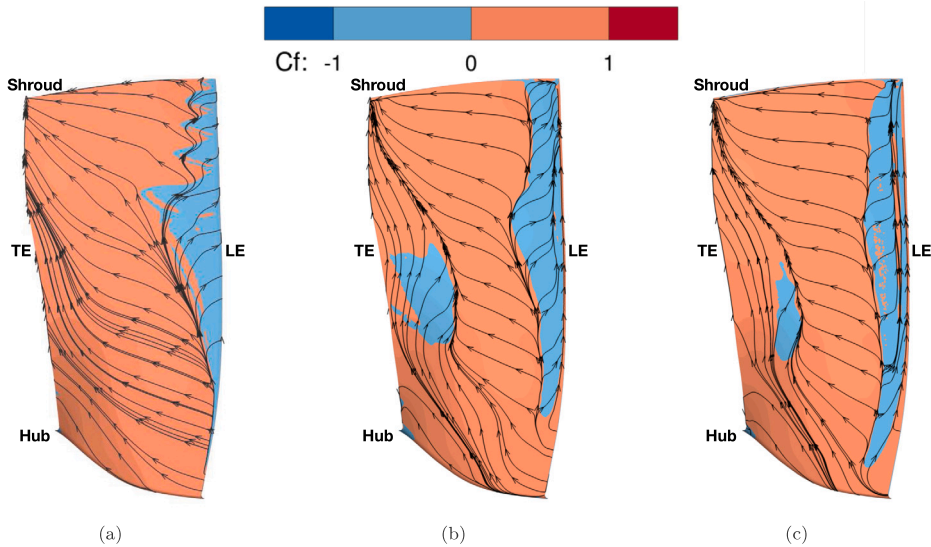 Cf: -1 0 1
Shroud Shroud Shroud
TE LE TE LE TE LE
Hub Hub Hub
(a) (b) (c)